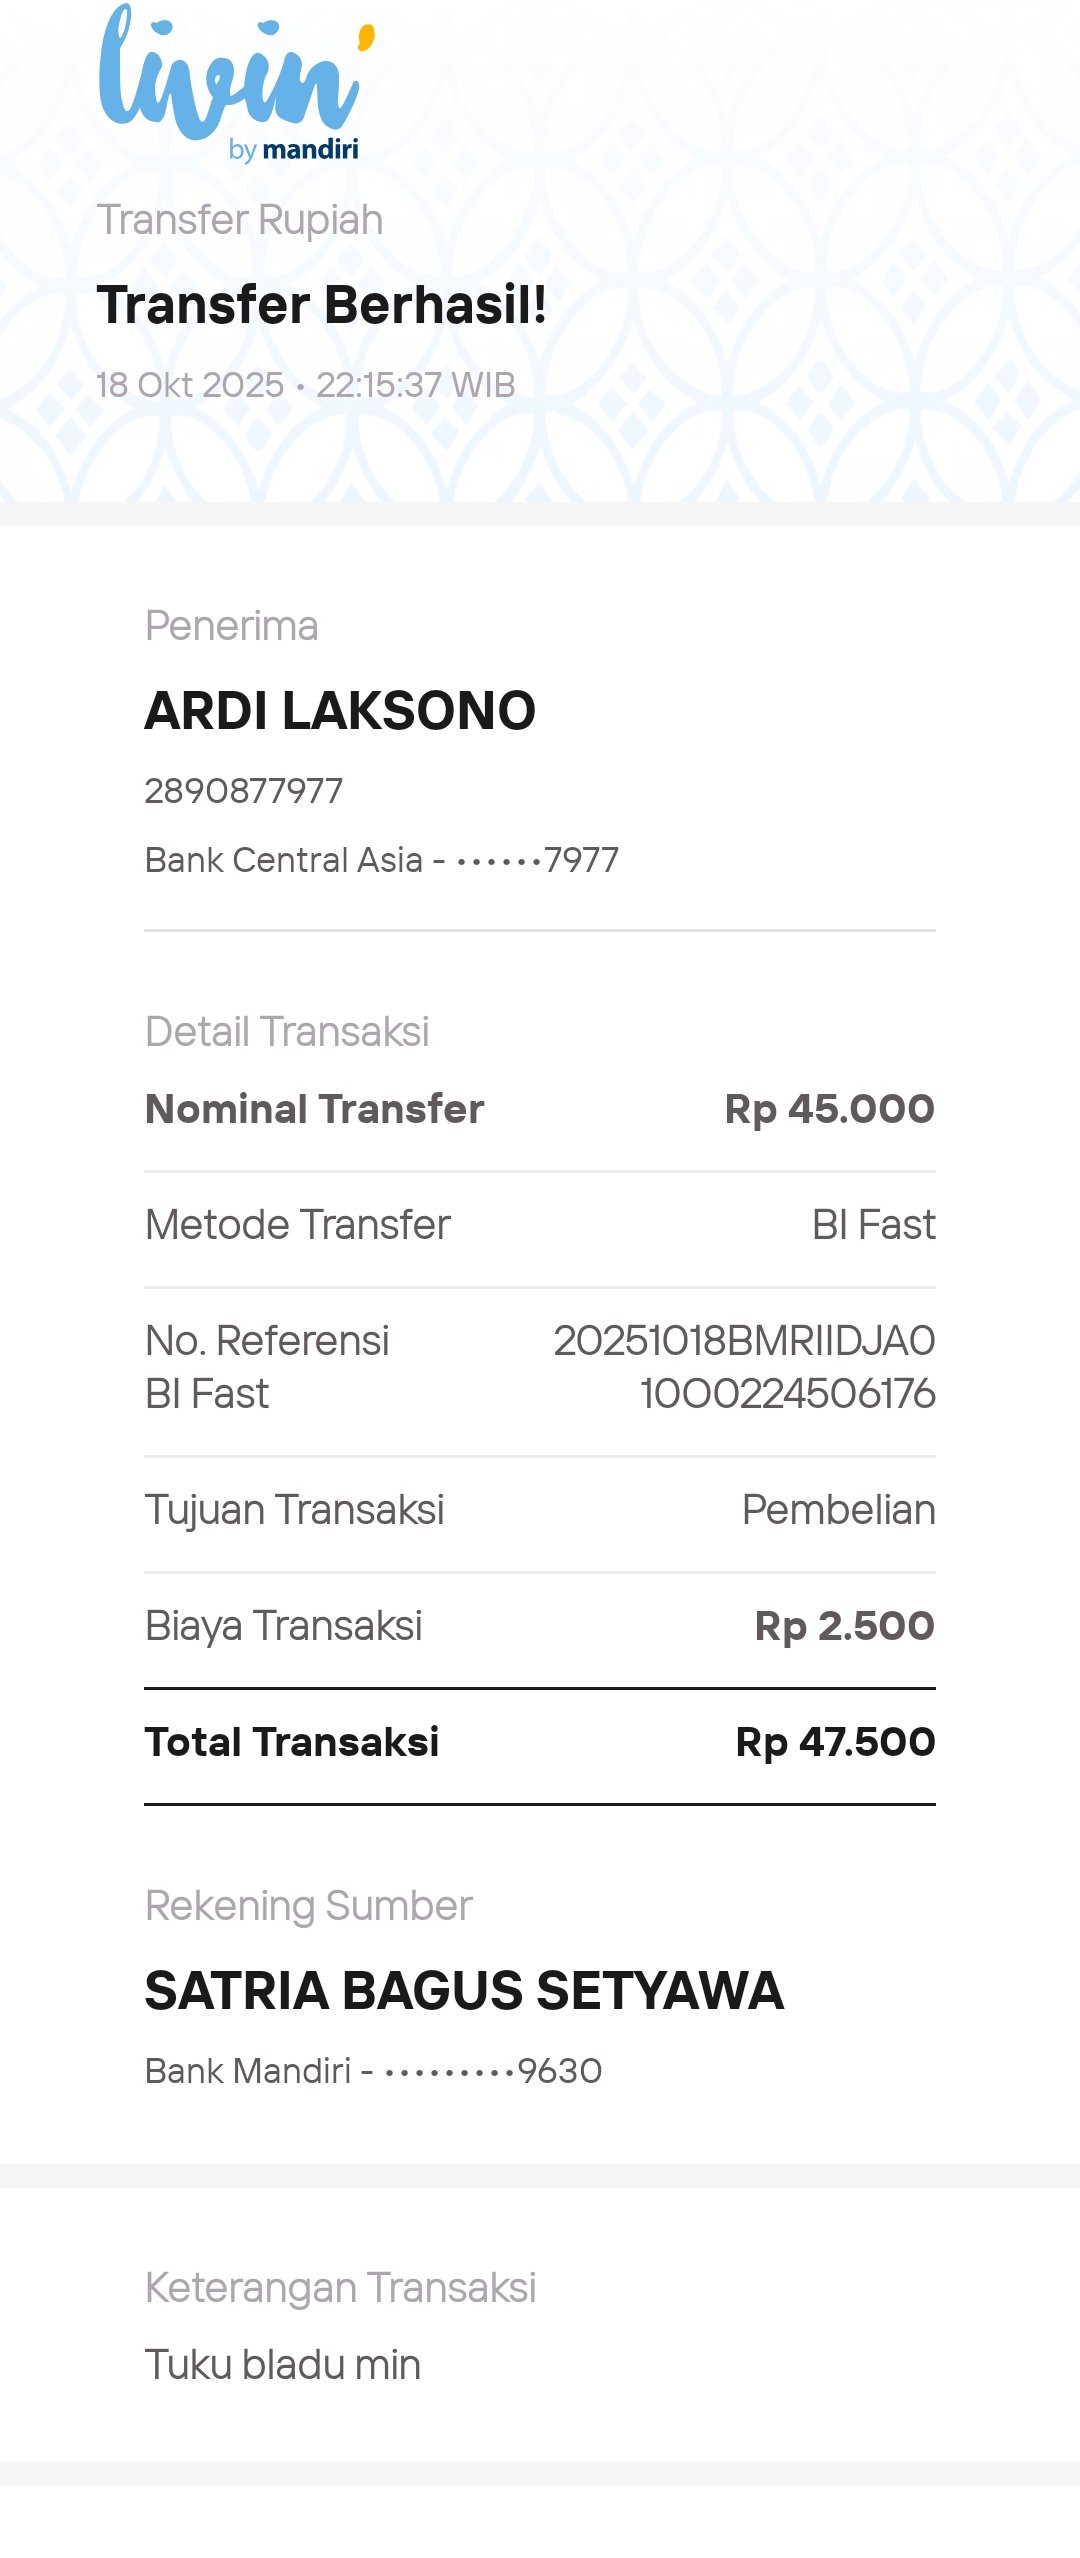 livin'
by mandiri
Transfer Rupiah
Transfer Berhasil!
18 Okt 2025 • 22:15:37 WIB
Penerima
ARDI LAKSONO
2890877977
Bank Central Asia - ••••••7977
Detail Transaksi
Nominal Transfer Rp 45.000
Metode Transfer BI Fast
No. Referensi 20251018BMRIIDJA0
BI Fast 1000224506176
Tujuan Transaksi Pembelian
Biaya Transaksi Rp 2.500
Total Transaksi Rp 47.500
Rekening Sumber
SATRIA BAGUS SETYAWA
Bank Mandiri - •••••••••9630
Keterangan Transaksi
Tuku bladu min